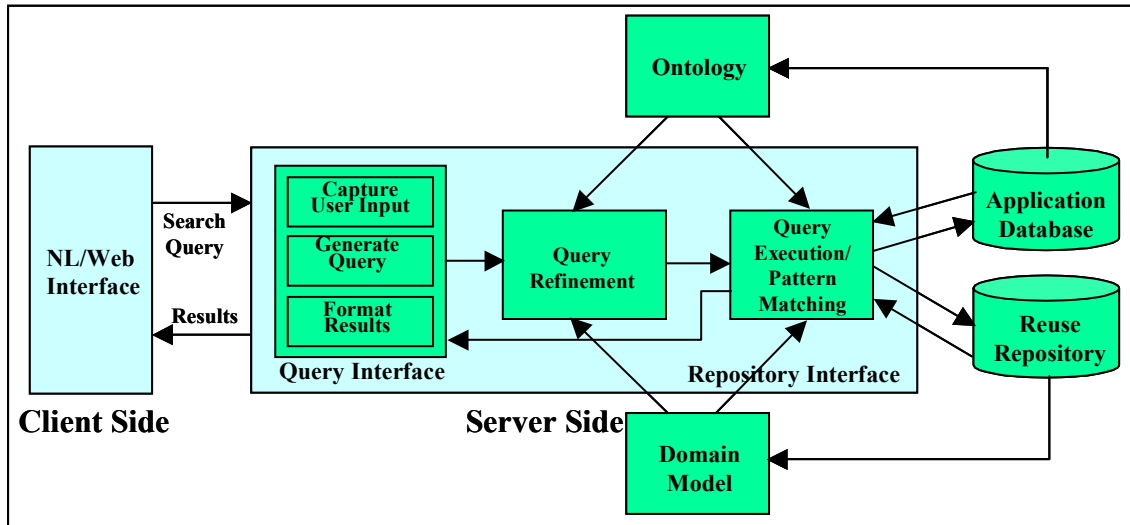 Ontology
Capture
User Input
Generate
Query
Format
Results
Query Interface
Search
Query
Results
NL/Web
Interface
Query
Refinement
Query
Execution/
Pattern
Matching
Repository Interface
Application
Database
Reuse
Repository
Client Side
Server Side
Domain
Model